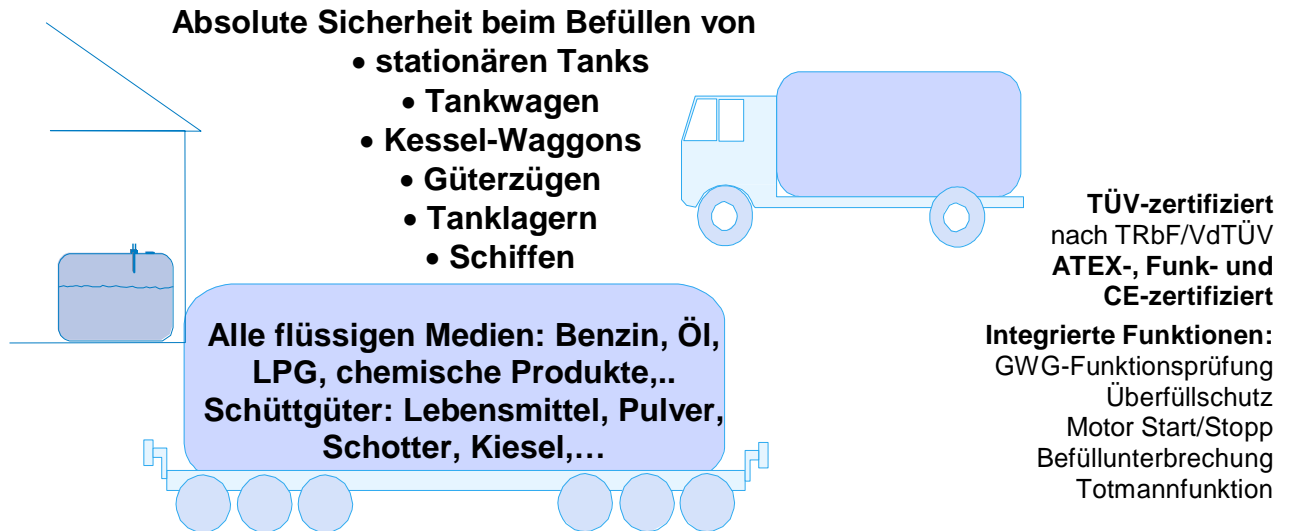 Absolute Sicherheit beim Befüllen von
• stationären Tanks
• Tankwagen
• Kessel-Waggons
• Güterzügen
• Tanklagern
• Schiffen
Alle flüssigen Medien: Benzin, Öl,
LPG, chemische Produkte,..
Schüttgüter: Lebensmittel, Pulver,
Schotter, Kiesel,…
TÜV-zertifiziert
nach TRbF/VdTÜV
ATEX-, Funk- und
CE-zertifiziert
Integrierte Funktionen:
GWG-Funktionsprüfung
Überfüllschutz
Motor Start/Stopp
Befüllunterbrechung
Totmannfunktion